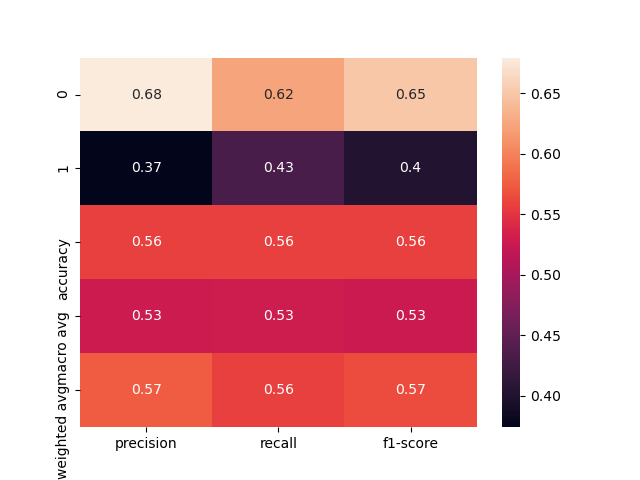 0 0.68 0.62 0.65
1 0.37 0.43 0.4
accuracy 0.56 0.56 0.56
macro avg 0.53 0.53 0.53
weighted avg 0.57 0.56 0.57
precision recall f1-score
0.65
0.60
0.55
0.50
0.45
0.40